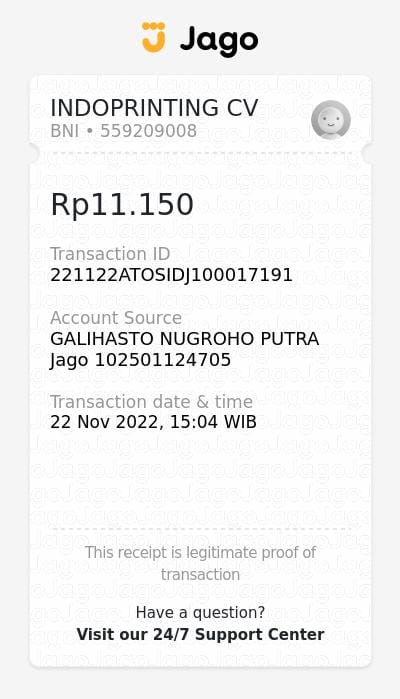 Jago
INDOPRINTING CV
BNI • 559209008
Rp11.150
Transaction ID
221122ATOSIDJ100017191
Account Source
GALIHASTO NUGROHO PUTRA
Jago 102501124705
Transaction date & time
22 Nov 2022, 15:04 WIB
This receipt is legitimate proof of
transaction
Have a question?
Visit our 24/7 Support Center